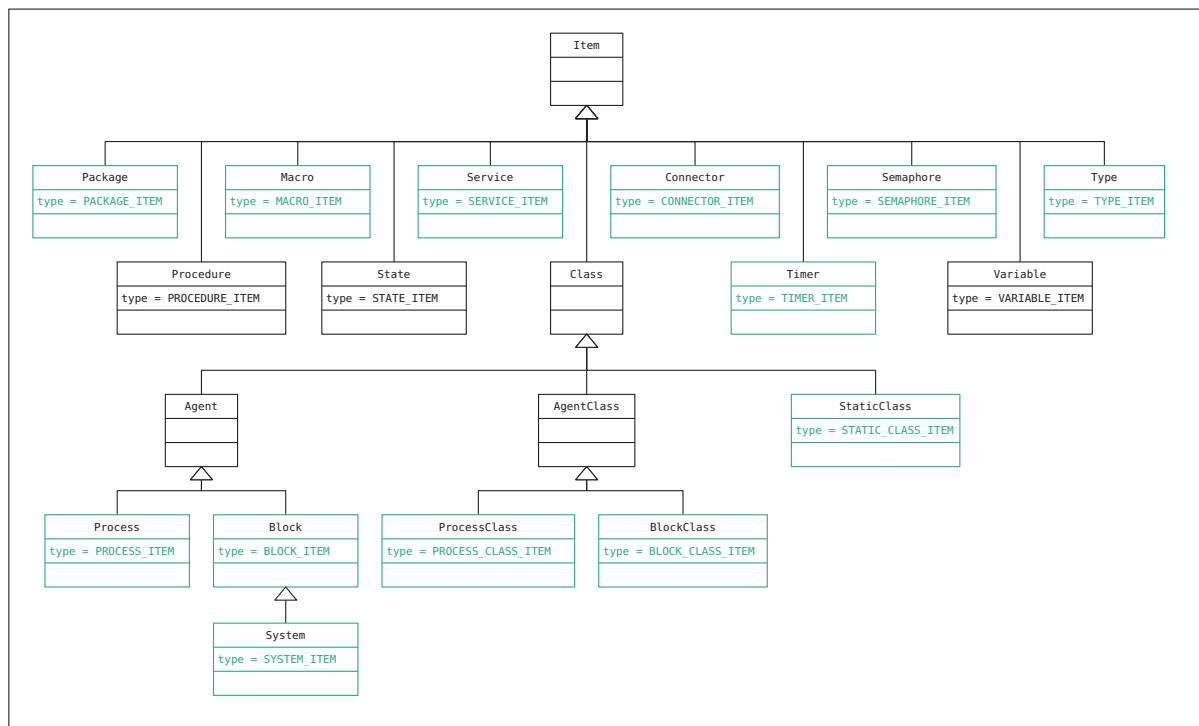 Item
Package
type = PACKAGE_ITEM
Macro
type = MACRO_ITEM
Service
type = SERVICE_ITEM
Connector
type = CONNECTOR_ITEM
Semaphore
type = SEMAPHORE_ITEM
Type
type = TYPE_ITEM
Procedure
type = PROCEDURE_ITEM
State
type = STATE_ITEM
Class
Timer
type = TIMER_ITEM
Variable
type = VARIABLE_ITEM
Agent
AgentClass
StaticClass
type = STATIC_CLASS_ITEM
Process
type = PROCESS_ITEM
Block
type = BLOCK_ITEM
ProcessClass
type = PROCESS_CLASS_ITEM
BlockClass
type = BLOCK_CLASS_ITEM
System
type = SYSTEM_ITEM